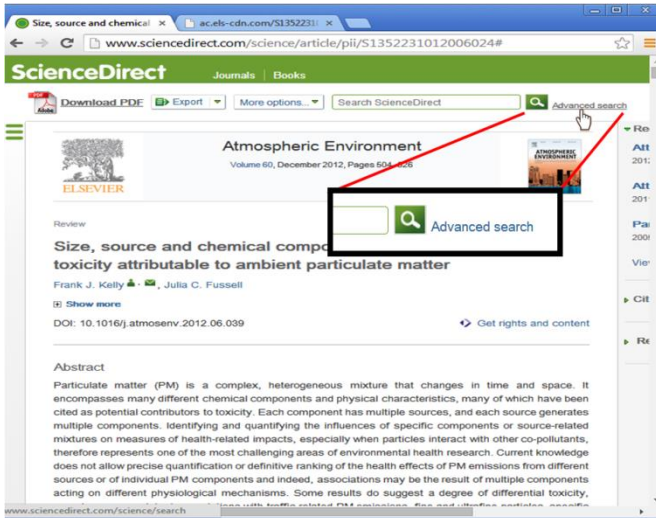 Size, source and chemical
ac.els-cdn.com/S1352231
www.sciencedirect.com/science/article/pii/S1352231012006024#
ScienceDirect
Journals | Books
PDF
Adobe
Download PDF
Export
More options...
Search ScienceDirect
Advanced search
ELSEVIER
Atmospheric Environment
Volume 60, December 2012, Pages 504–526
ATMOSPHERIC
ENVIRONMENT
Advanced search
Review
Size, source and chemical compo
toxicity attributable to ambient particulate matter
Frank J. Kelly, Julia C. Fussell
Show more
DOI: 10.1016/j.atmosenv.2012.06.039
Get rights and content
Abstract
Particulate matter (PM) is a complex, heterogeneous mixture that changes in time and space. It
encompasses many different chemical components and physical characteristics, many of which have been
cited as potential contributors to toxicity. Each component has multiple sources, and each source generates
multiple components. Identifying and quantifying the influences of specific components or source-related
mixtures on measures of health-related impacts, especially when particles interact with other co-pollutants,
therefore represents one of the most challenging areas of environmental health research. Current knowledge
does not allow precise quantification or definitive ranking of the health effects of PM emissions from different
sources or of individual PM components and indeed, associations may be the result of multiple components
acting on different physiological mechanisms. Some results do suggest a degree of differential toxicity,
www.sciencedirect.com/science/search
Re
Att
Att
Vie
Cit
Re